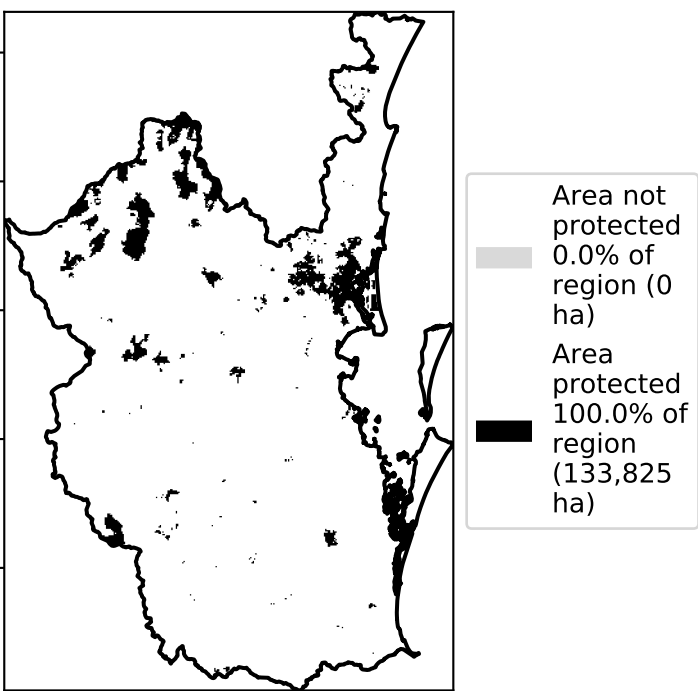 Area not
protected
0.0% of
region (0
ha)
Area
protected
100.0% of
region
(133,825
ha)